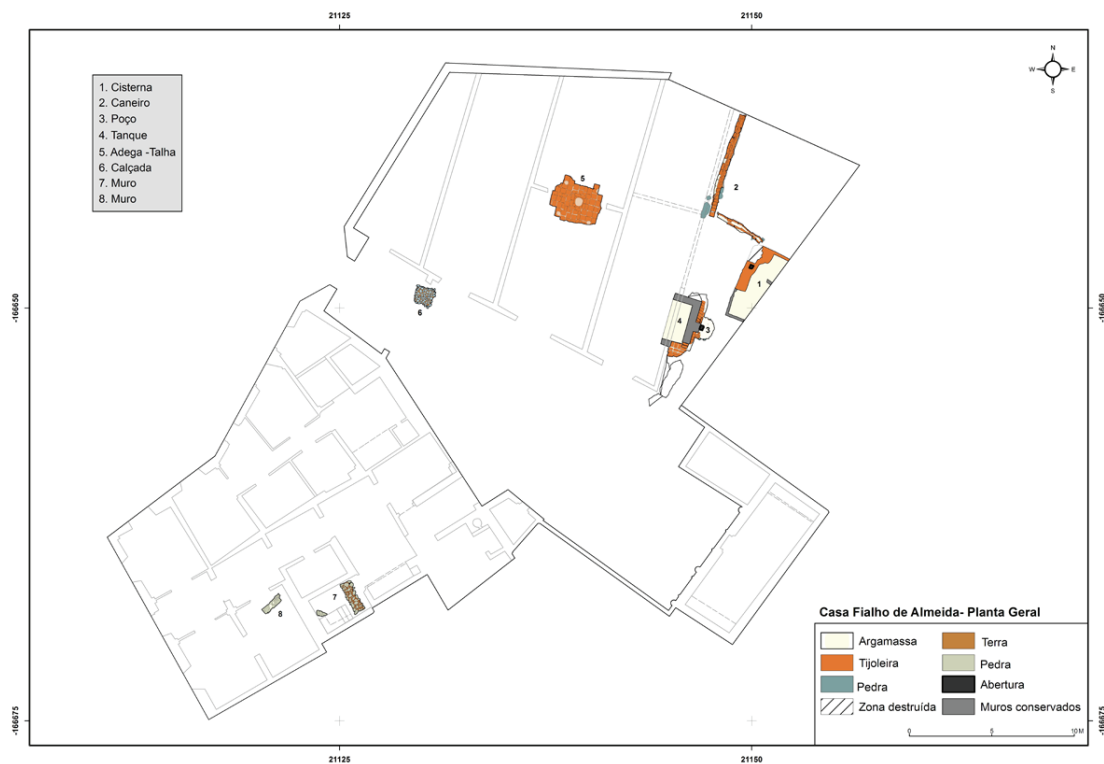 21125
21150
N
W
E
S
1. Cisterna
2. Caneiro
3. Poço
4. Tanque
5. Adega -Talha
6. Calçada
7. Muro
8. Muro
5
2
1
-166650
6
4
3
-166650
7
8
Casa Fialho de Almeida- Planta Geral
Argamassa
Terra
Tijoleira
Pedra
Pedra
Abertura
Zona destruída
Muros conservados
0
5
10 M
-166675
-166675
21125
21150